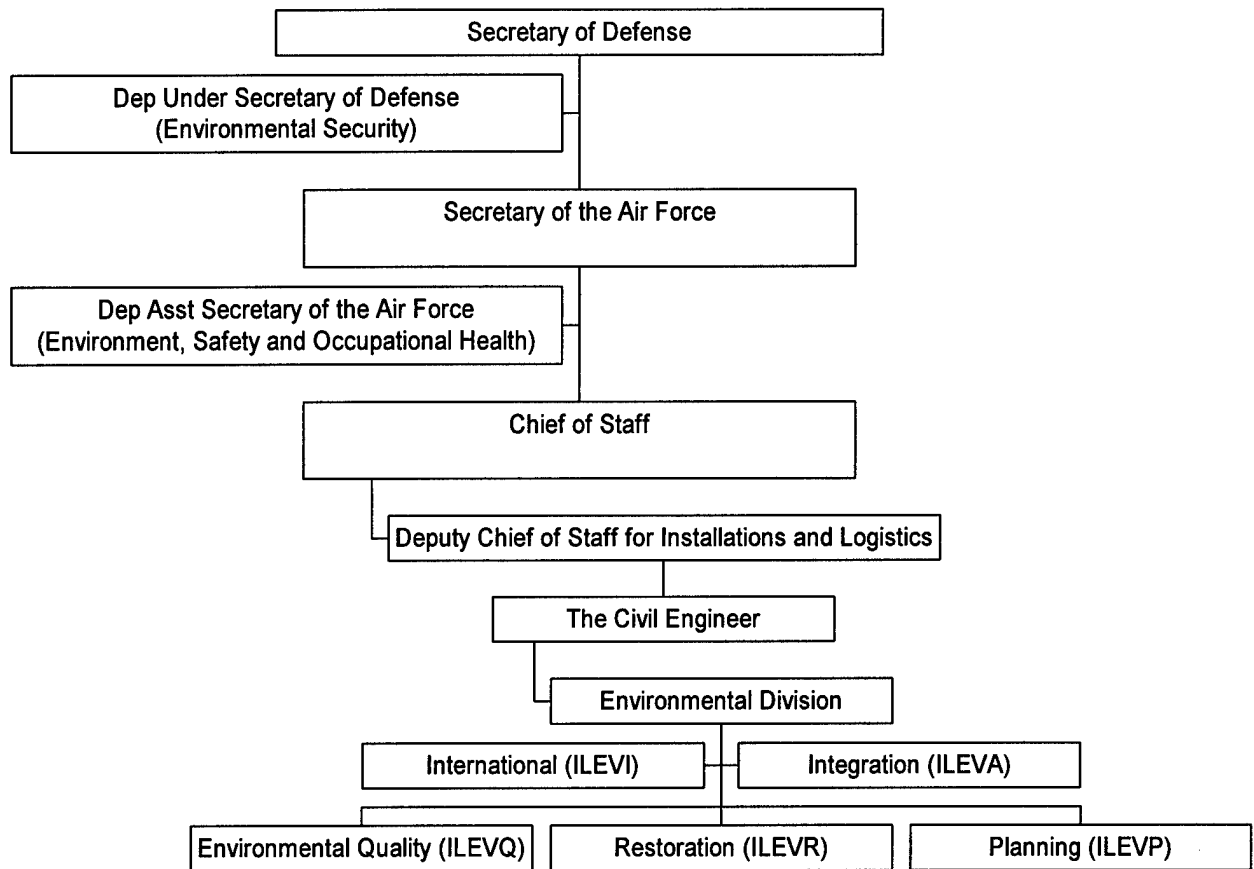 Secretary of Defense
Dep Under Secretary of Defense
(Environmental Security)
Secretary of the Air Force
Dep Asst Secretary of the Air Force
(Environment, Safety and Occupational Health)
Chief of Staff
Deputy Chief of Staff for Installations and Logistics
The Civil Engineer
Environmental Division
International (ILEVI)
Integration (ILEVA)
Environmental Quality (ILEVQ)
Restoration (ILEVR)
Planning (ILEVP)